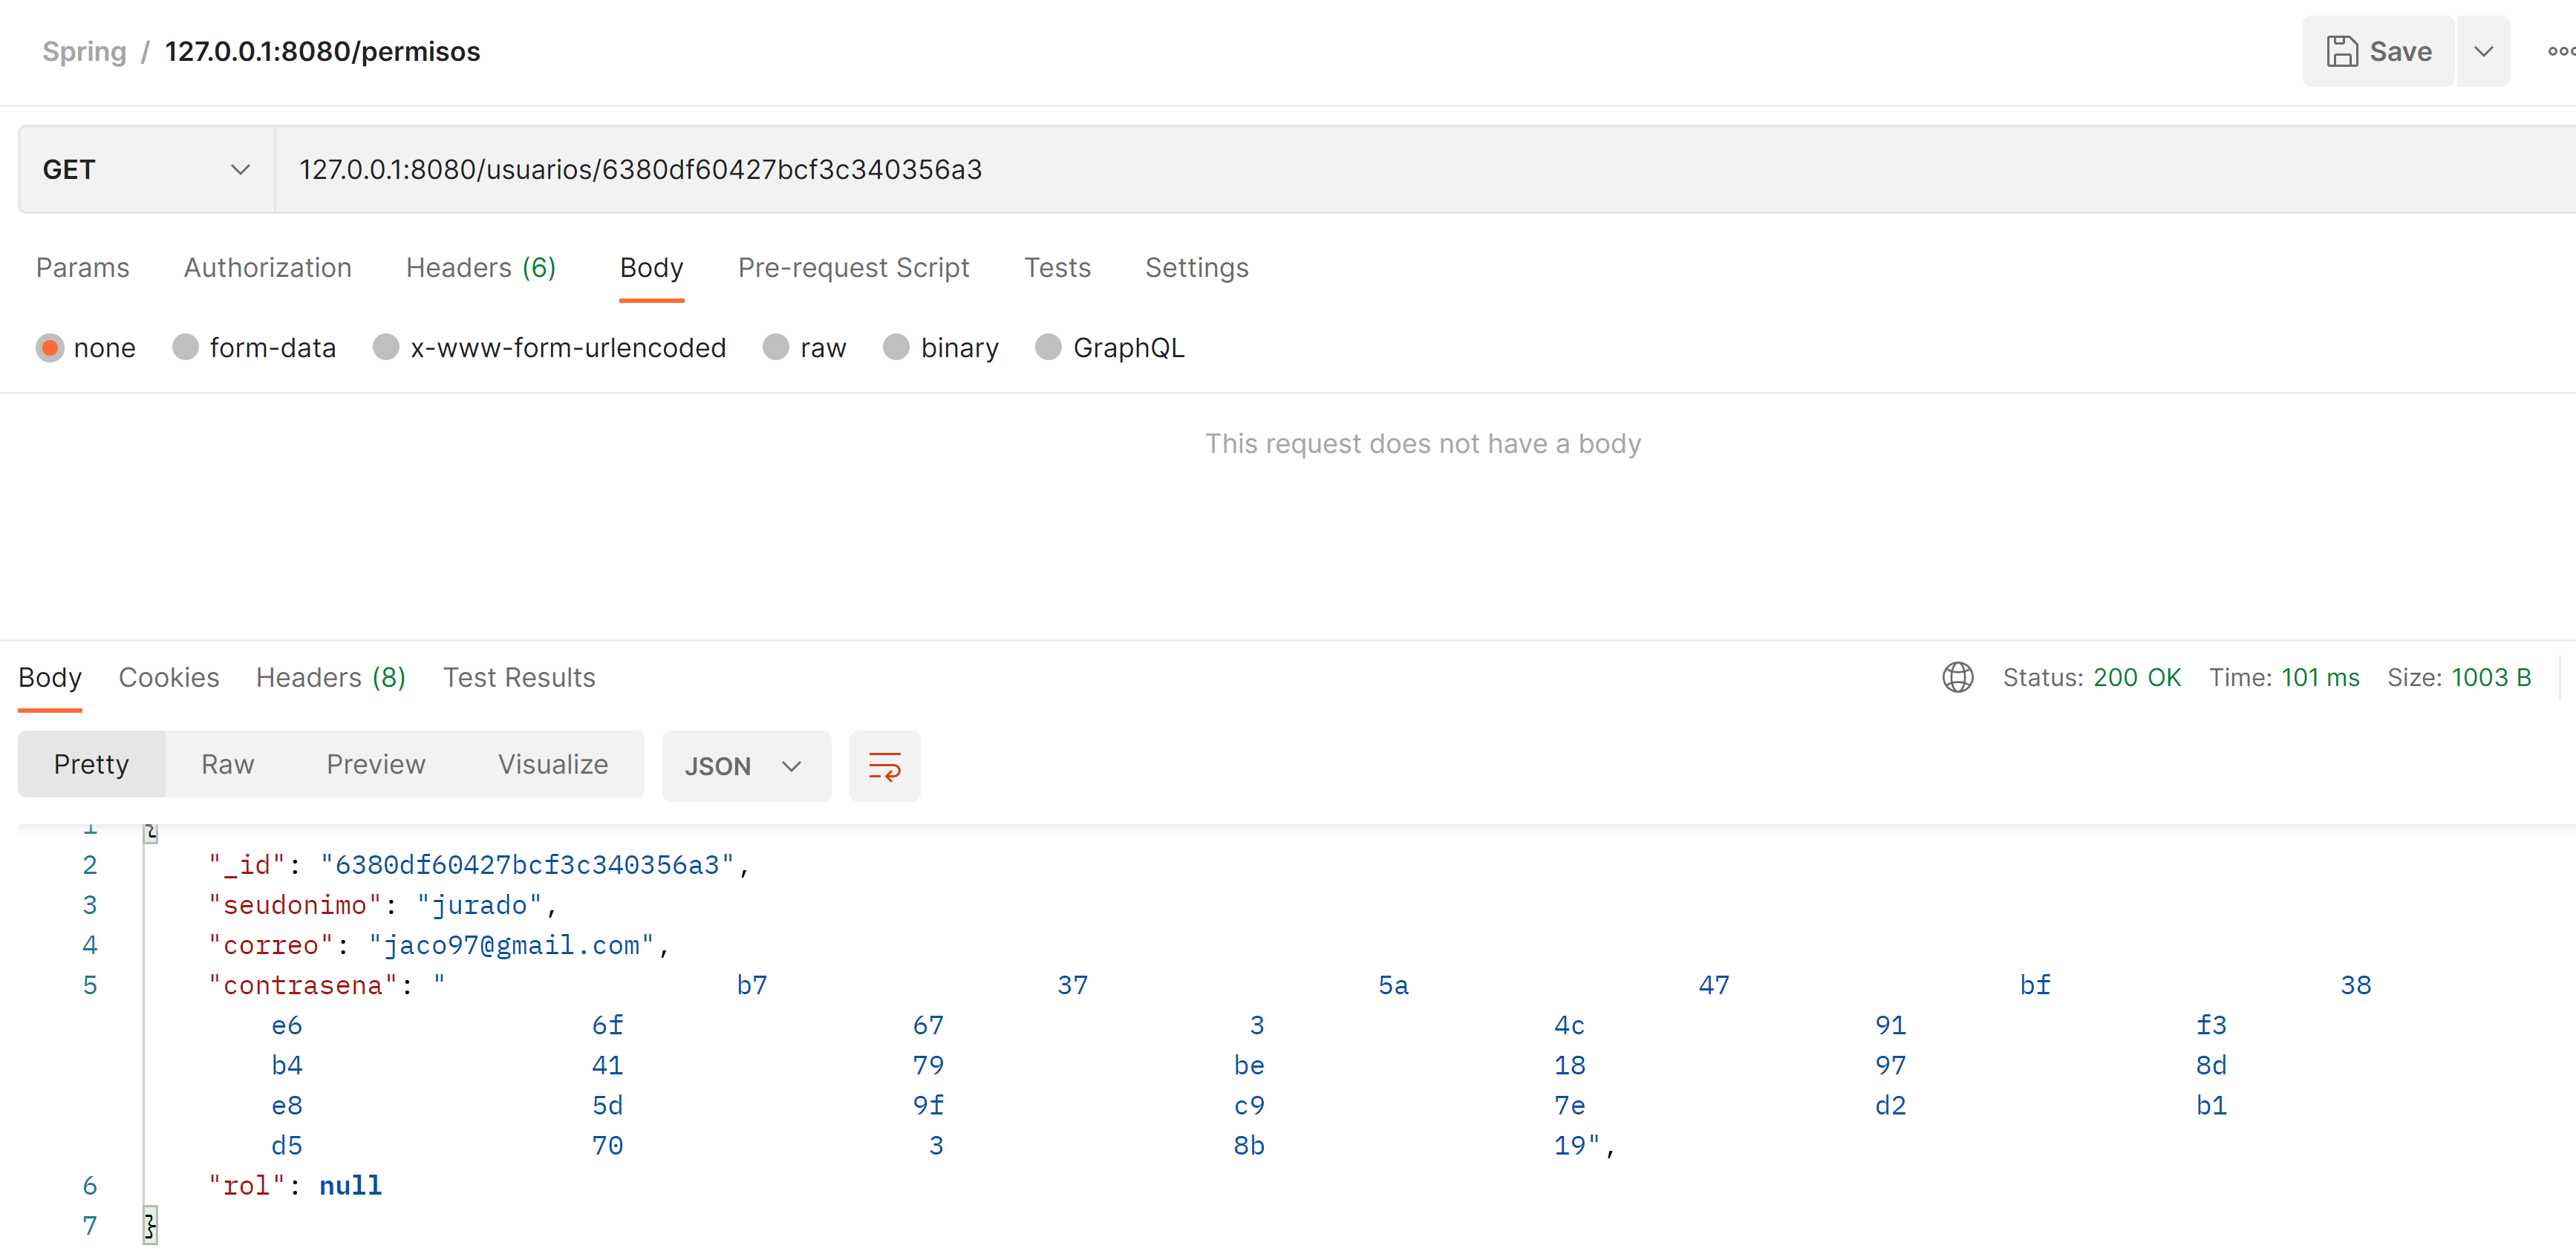 Spring / 127.0.0.1:8080/permisos
Save
GET 127.0.0.1:8080/usuarios/6380df60427bcf3c340356a3
Params Authorization Headers (6) Body Pre-request Script Tests Settings
none form-data x-www-form-urlencoded raw binary GraphQL
This request does not have a body
Body Cookies Headers (8) Test Results Status: 200 OK Time: 101 ms Size: 1003 B
Pretty Raw Preview Visualize JSON
1 {
2 "_id": "6380df60427bcf3c340356a3",
3 "seudonimo": "jurado",
4 "correo": "jaco97@gmail.com",
5 "contrasena": " b7 37 5a 47 bf 38
e6 6f 67 3 4c 91 f3
b4 41 79 be 18 97 8d
e8 5d 9f c9 7e d2 b1
d5 70 3 8b 19",
6 "rol": null
7 }